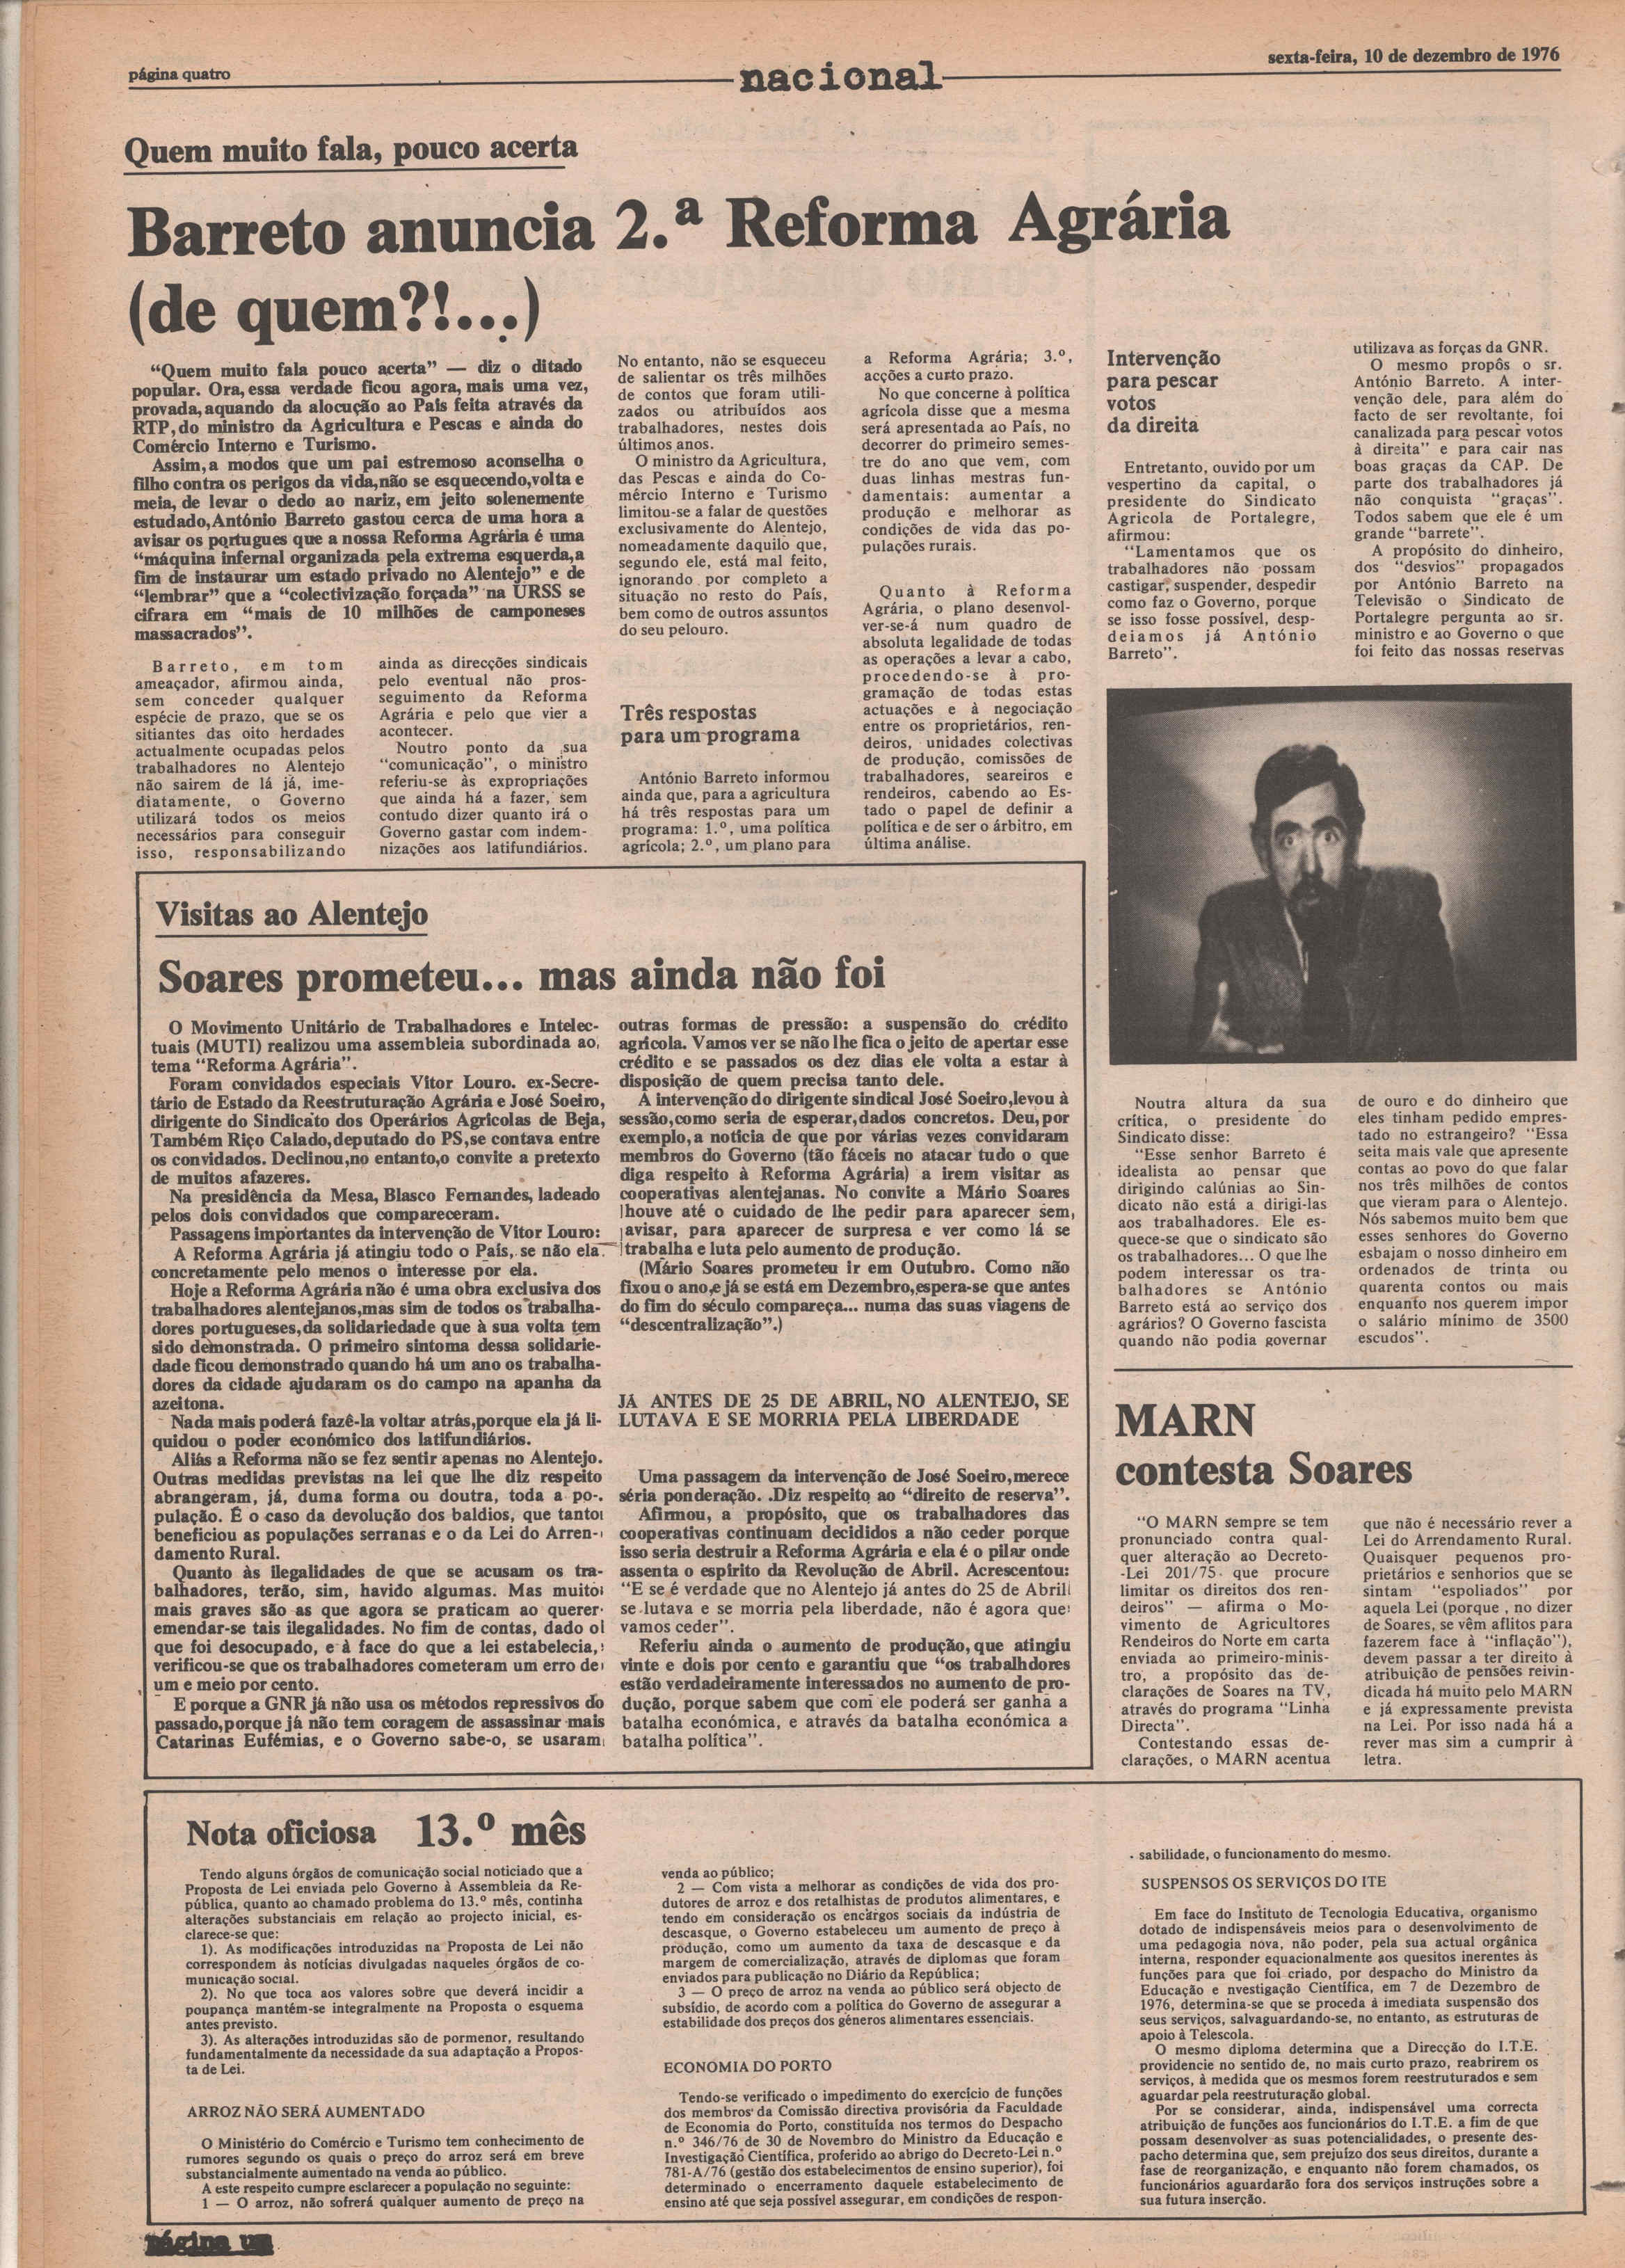 página quatro
nacional
sexta-feira, 10 de dezembro de 1976
Quem muito fala, pouco acerta
Barreto anuncia 2.ª Reforma Agrária
(de quem?!...)
“Quem muito fala pouco acerta” — diz o ditado
popular. Ora, essa verdade ficou agora, mais uma vez,
provada, aquando da alocução ao País feita através da
RTP, do ministro da Agricultura e Pescas e ainda do
Comércio Interno e Turismo.
Assim, a modos que um pai estremoso aconselha o
filho contra os perigos da vida, não se esquecendo, volta e
meia, de levar o dedo ao nariz, em jeito solenemente
estudado, António Barreto gastou cerca de uma hora a
avisar os portugues que a nossa Reforma Agrária é uma
“máquina infernal organizada pela extrema esquerda, a
fim de instaurar um estado privado no Alentejo” e de
“lembrar” que a “colectivização forçada” na URSS se
cifrara em “mais de 10 milhões de camponeses
massacrados”.
Barreto, em tom
ameaçador, afirmou ainda,
sem conceder qualquer
espécie de prazo, que se os
sitiantes das oito herdades
actualmente ocupadas pelos
trabalhadores no Alentejo
não sairem de lá já, ime-
diatamente, o Governo
utilizará todos os meios
necessários para conseguir
isso, responsabilizando
ainda as direcções sindicais
pelo eventual não pros-
seguimento da Reforma
Agrária e pelo que vier a
acontecer.
Noutro ponto da sua
“comunicação”, o ministro
referiu-se às expropriações
que ainda há a fazer, sem
contudo dizer quanto irá o
Governo gastar com indem-
nizações aos latifundiários.
No entanto, não se esqueceu
de salientar os três milhões
de contos que foram utili-
zados ou atribuídos aos
trabalhadores, nestes dois
últimos anos.
O ministro da Agricultura,
das Pescas e ainda do Co-
mércio Interno e Turismo
limitou-se a falar de questões
exclusivamente do Alentejo,
nomeadamente daquilo que,
segundo ele, está mal feito,
ignorando por completo a
situação no resto do País,
bem como de outros assuntos
do seu pelouro.
Três respostas
para um programa
António Barreto informou
ainda que, para a agricultura
há três respostas para um
programa: 1.º, uma política
agrícola; 2.º, um plano para
a Reforma Agrária; 3.º,
acções a curto prazo.
No que concerne à política
agrícola disse que a mesma
será apresentada ao País, no
decorrer do primeiro semes-
tre do ano que vem, com
duas linhas mestras fun-
damentais: aumentar a
produção e melhorar as
condições de vida das po-
pulações rurais.
Quanto à Reforma
Agrária, o plano desenvol-
ver-se-á num quadro de
absoluta legalidade de todas
as operações a levar a cabo,
procedendo-se à pro-
gramação de todas estas
actuações e à negociação
entre os proprietários, ren-
deiros, unidades colectivas
de produção, comissões de
trabalhadores, seareiros e
rendeiros, cabendo ao Es-
tado o papel de definir a
política e de ser o árbitro, em
última análise.
Intervenção
para pescar
votos
da direita
Entretanto, ouvido por um
vespertino da capital, o
presidente do Sindicato
Agricola de Portalegre,
afirmou:
“Lamentamos que os
trabalhadores não possam
castigar, suspender, despedir
como faz o Governo, porque
se isso fosse possível, desp-
deiamos já António
Barreto”.
utilizava as forças da GNR.
O mesmo propôs o sr.
António Barreto. A inter-
venção dele, para além do
facto de ser revoltante, foi
canalizada para pescar votos
à direita” e para cair nas
boas graças da CAP. De
parte dos trabalhadores já
não conquista “graças”.
Todos sabem que ele é um
grande “barrete”.
A propósito do dinheiro,
dos “desvios” propagados
por António Barreto na
Televisão o Sindicato de
Portalegre pergunta ao sr.
ministro e ao Governo o que
foi feito das nossas reservas
Noutra altura da sua
crítica, o presidente do
Sindicato disse:
“Esse senhor Barreto é
idealista ao pensar que
dirigindo calúnias ao Sin-
dicato não está a dirigi-las
aos trabalhadores. Ele es-
quece-se que o sindicato são
os trabalhadores... O que lhe
podem interessar os tra-
balhadores se António
Barreto está ao serviço dos
agrários? O Governo fascista
quando não podia governar
de ouro e do dinheiro que
eles tinham pedido empres-
tado no estrangeiro? “Essa
seita mais vale que apresente
contas ao povo do que falar
nos três milhões de contos
que vieram para o Alentejo.
Nós sabemos muito bem que
esses senhores do Governo
esbajam o nosso dinheiro em
ordenados de trinta ou
quarenta contos ou mais
enquanto nos querem impor
o salário mínimo de 3500
escudos”.
Visitas ao Alentejo
Soares prometeu... mas ainda não foi
O Movimento Unitário de Trabalhadores e Intelec-
tuais (MUTI) realizou uma assembleia subordinada ao
tema “Reforma Agrária”.
Foram convidados especiais Vitor Louro. ex-Secre-
tário de Estado da Reestruturação Agrária e José Soeiro,
dirigente do Sindicato dos Operários Agricolas de Beja,
Também Riço Calado, deputado do PS, se contava entre
os convidados. Declinou, no entanto, o convite a pretexto
de muitos afazeres.
Na presidência da Mesa, Blasco Fernandes, ladeado
pelos dois convidados que compareceram.
Passagens importantes da intervenção de Vitor Louro:
A Reforma Agrária já atingiu todo o País, se não ela
concretamente pelo menos o interesse por ela.
Hoje a Reforma Agrária não é uma obra exclusiva dos
trabalhadores alentejanos, mas sim de todos os trabalha-
dores portugueses, da solidariedade que à sua volta tem
sido demonstrada. O primeiro sintoma dessa solidarie-
dade ficou demonstrado quando há um ano os trabalha-
dores da cidade ajudaram os do campo na apanha da
azeitona.
Nada mais poderá fazê-la voltar atrás, porque ela já li-
quidou o poder económico dos latifundiários.
Aliás a Reforma não se fez sentir apenas no Alentejo.
Outras medidas previstas na lei que lhe diz respeito
abrangeram, já, duma forma ou doutra, toda a po-
pulação. É o caso da devolução dos baldios, que tanto
beneficiou as populações serranas e o da Lei do Arren-
damento Rural.
Quanto às ilegalidades de que se acusam os tra-
balhadores, terão, sim, havido algumas. Mas muito
mais graves são as que agora se praticam ao querer
emendar-se tais ilegalidades. No fim de contas, dado o
que foi desocupado, e à face do que a lei estabelecia,
verificou-se que os trabalhadores cometeram um erro de
um e meio por cento.
E porque a GNR já não usa os métodos repressivos do
passado, porque já não tem coragem de assassinar mais
Catarinas Eufémias, e o Governo sabe-o, se usaram
outras formas de pressão: a suspensão do crédito
agrícola. Vamos ver se não lhe fica o jeito de apertar esse
crédito e se passados os dez dias ele volta a estar à
disposição de quem precisa tanto dele.
A intervenção do dirigente sindical José Soeiro, levou à
sessão, como seria de esperar, dados concretos. Deu, por
exemplo, a noticia de que por várias vezes convidaram
membros do Governo (tão fáceis no atacar tudo o que
diga respeito à Reforma Agrária) a irem visitar as
cooperativas alentejanas. No convite a Mário Soares
houve até o cuidado de lhe pedir para aparecer sem
avisar, para aparecer de surpresa e ver como lá se
trabalha e luta pelo aumento de produção.
(Mário Soares prometeu ir em Outubro. Como não
fixou o ano, e já se está em Dezembro, espera-se que antes
do fim do século compareça... numa das suas viagens de
“descentralização”.)
JÁ ANTES DE 25 DE ABRIL, NO ALENTEJO, SE
LUTAVA E SE MORRIA PELA LIBERDADE
Uma passagem da intervenção de José Soeiro, merece
séria ponderação. .Diz respeito ao “direito de reserva”.
Afirmou, a propósito, que os trabalhadores das
cooperativas continuam decididos a não ceder porque
isso seria destruir a Reforma Agrária e ela é o pilar onde
assenta o espirito da Revolução de Abril. Acrescentou:
“E se é verdade que no Alentejo já antes do 25 de Abril
se lutava e se morria pela liberdade, não é agora que
vamos ceder”.
Referiu ainda o aumento de produção, que atingiu
vinte e dois por cento e garantiu que “os trabalhdores
estão verdadeiramente interessados no aumento de pro-
dução, porque sabem que com ele poderá ser ganha a
batalha económica, e através da batalha económica a
batalha política”.
MARN
contesta Soares
“O MARN sempre se tem
pronunciado contra qual-
quer alteração ao Decreto-
-Lei 201/75 que procure
limitar os direitos dos ren-
deiros” — afirma o Mo-
vimento de Agricultores
Rendeiros do Norte em carta
enviada ao primeiro-minis-
tro, a propósito das de-
clarações de Soares na TV,
através do programa “Linha
Directa”.
Contestando essas de-
clarações, o MARN acentua
que não é necessário rever a
Lei do Arrendamento Rural.
Quaisquer pequenos pro-
prietários e senhorios que se
sintam “espoliados” por
aquela Lei (porque , no dizer
de Soares, se vêm aflitos para
fazerem face à “inflação”),
devem passar a ter direito à
atribuição de pensões reivin-
dicada há muito pelo MARN
e já expressamente prevista
na Lei. Por isso nada há a
rever mas sim a cumprir à
letra.
Nota oficiosa 13.º mês
Tendo alguns órgãos de comunicação social noticiado que a
Proposta de Lei enviada pelo Governo à Assembleia da Re-
pública, quanto ao chamado problema do 13.º mês, continha
alterações substanciais em relação ao projecto inicial, es-
clarece-se que:
1). As modificações introduzidas na Proposta de Lei não
correspondem às notícias divulgadas naqueles órgãos de co-
municação social.
2). No que toca aos valores sobre que deverá incidir a
poupança mantém-se integralmente na Proposta o esquema
antes previsto.
3). As alterações introduzidas são de pormenor, resultando
fundamentalmente da necessidade da sua adaptação a Propos-
ta de Lei.
ARROZ NÃO SERÁ AUMENTADO
O Ministério do Comércio e Turismo tem conhecimento de
rumores segundo os quais o preço do arroz será em breve
substancialmente aumentado na venda ao público.
A este respeito cumpre esclarecer a população no seguinte:
1 — O arroz, não sofrerá qualquer aumento de preço na
venda ao público;
2 — Com vista a melhorar as condições de vida dos pro-
dutores de arroz e dos retalhistas de produtos alimentares, e
tendo em consideração os encargos sociais da indústria de
descasque, o Governo estabeleceu um aumento de preço à
produção, como um aumento da taxa de descasque e da
margem de comercialização, através de diplomas que foram
enviados para publicação no Diário da República;
3 — O preço de arroz na venda ao público será objecto de
subsídio, de acordo com a política do Governo de assegurar a
estabilidade dos preços dos géneros alimentares essenciais.
ECONOMIA DO PORTO
Tendo-se verificado o impedimento do exercício de funções
dos membros da Comissão directiva provisória da Faculdade
de Economia do Porto, constituída nos termos do Despacho
n.º 346/76 de 30 de Novembro do Ministro da Educação e
Investigação Científica, proferido ao abrigo do Decreto-Lei n.º
781-A/76 (gestão dos estabelecimentos de ensino superior), foi
determinado o encerramento daquele estabelecimento de
ensino até que seja possível assegurar, em condições de respon-
sabilidade, o funcionamento do mesmo.
SUSPENSOS OS SERVIÇOS DO ITE
Em face do Instituto de Tecnologia Educativa, organismo
dotado de indispensáveis meios para o desenvolvimento de
uma pedagogia nova, não poder, pela sua actual orgânica
interna, responder equacionalmente aos quesitos inerentes às
funções para que foi criado, por despacho do Ministro da
Educação e nvestigação Científica, em 7 de Dezembro de
1976, determina-se que se proceda à imediata suspensão dos
seus serviços, salvaguardando-se, no entanto, as estruturas de
apoio à Telescola.
O mesmo diploma determina que a Direcção do I.T.E.
providencie no sentido de, no mais curto prazo, reabrirem os
serviços, à medida que os mesmos forem reestruturados e sem
aguardar pela reestruturação global.
Por se considerar, ainda, indispensável uma correcta
atribuição de funções aos funcionários do I.T.E. a fim de que
possam desenvolver as suas potencialidades, o presente des-
pacho determina que, sem prejuízo dos seus direitos, durante a
fase de reorganização, e enquanto não forem chamados, os
funcionários aguardarão fora dos serviços instruções sobre a
sua futura inserção.
página um